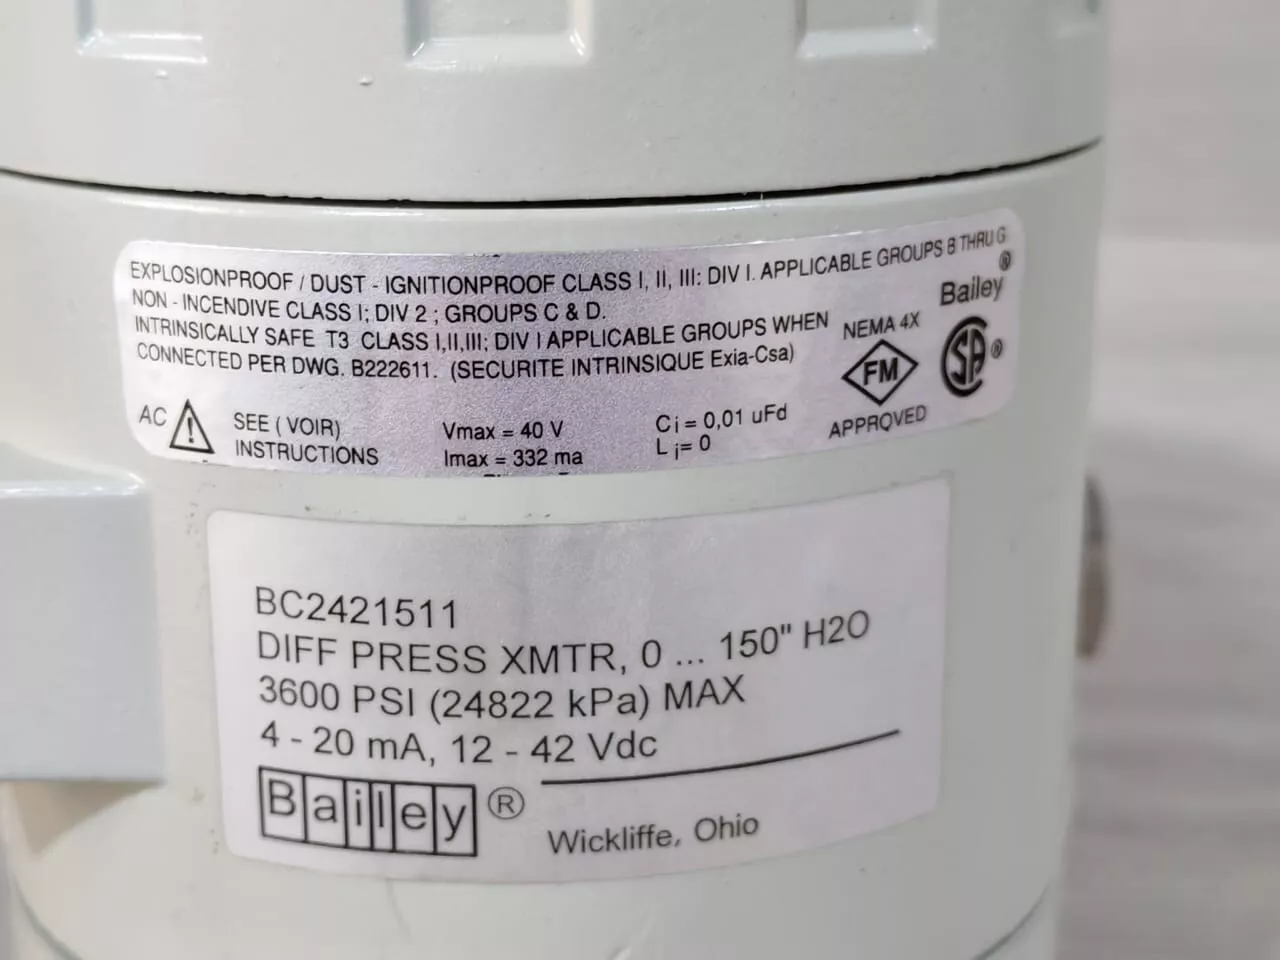 EXPLOSIONPROOF / DUST - IGNITIONPROOF CLASS I, II, III: DIV I. APPLICABLE GROUPS B THRU G
NON - INCENDIVE CLASS I; DIV 2 ; GROUPS C & D.
INTRINSICALLY SAFE T3 CLASS I,II,III; DIV I APPLICABLE GROUPS WHEN
CONNECTED PER DWG. B222611. (SECURITE INTRINSIQUE Exia-Csa)
Bailey®
NEMA 4X
FM
APPROVED
SA ®
AC ! SEE ( VOIR)
INSTRUCTIONS
Vmax = 40 V
Imax = 332 ma
Ci = 0,01 uFd
Li= 0
BC2421511
DIFF PRESS XMTR, 0 ... 150" H2O
3600 PSI (24822 kPa) MAX
4 - 20 mA, 12 - 42 Vdc
Bailey ®
Wickliffe, Ohio